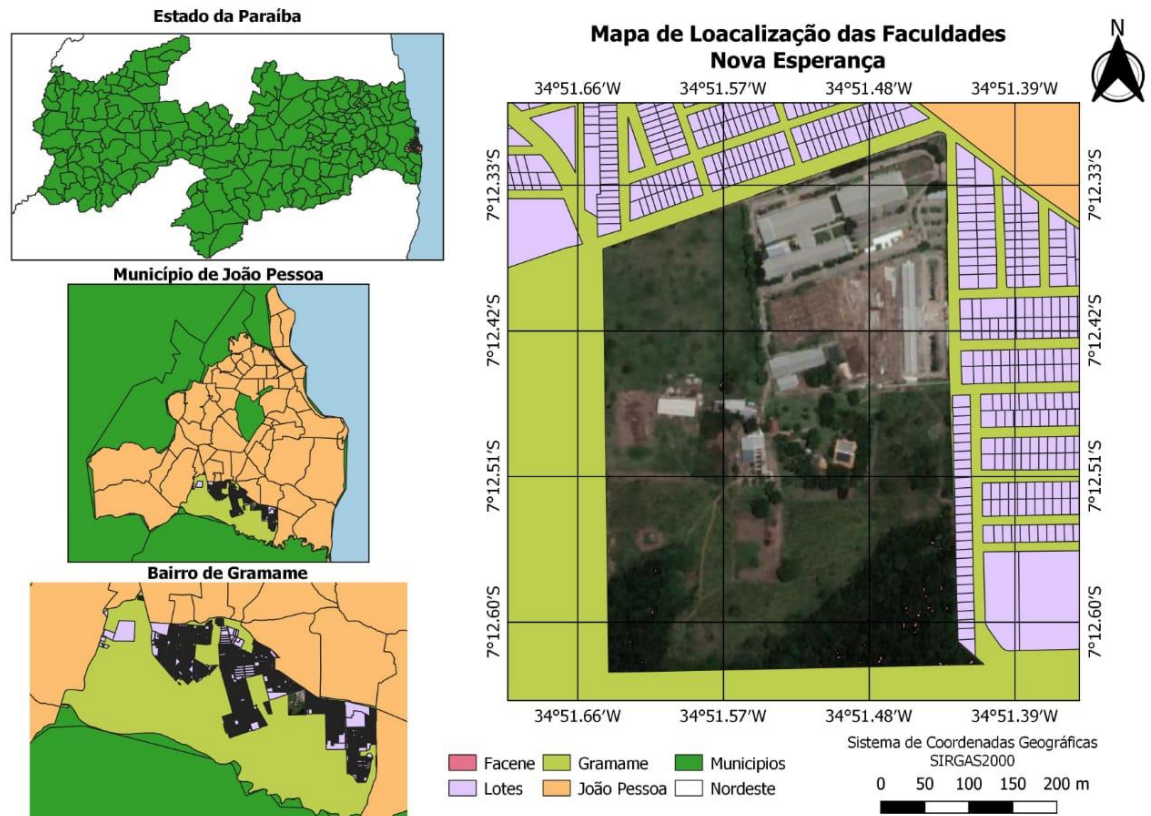 Estado da Paraíba
Município de João Pessoa
Bairro de Gramame
Mapa de Loacalização das Faculdades
Nova Esperança
N
34°51.66′W 34°51.57′W 34°51.48′W 34°51.39′W
7°12.33′S 7°12.33′S
7°12.42′S 7°12.42′S
7°12.51′S 7°12.51′S
7°12.60′S 7°12.60′S
34°51.66′W 34°51.57′W 34°51.48′W 34°51.39′W
Facene Gramame Municipios
Lotes João Pessoa Nordeste
Sistema de Coordenadas Geográficas
SIRGAS2000
0 50 100 150 200 m